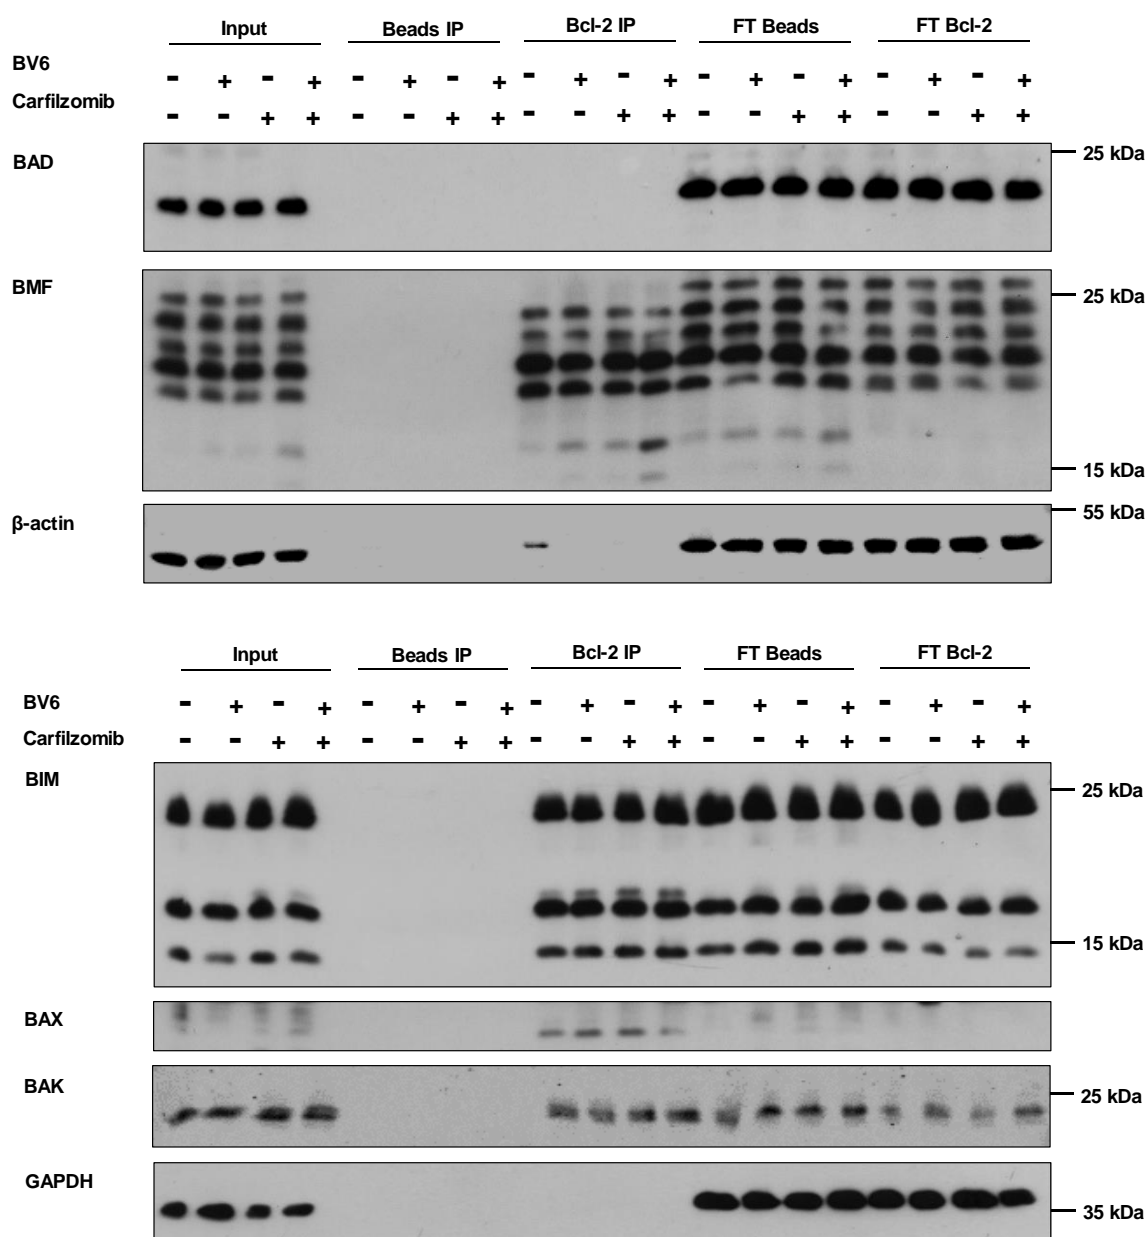 Input Beads IP Bcl-2 IP FT Beads FT Bcl-2
BV6 - + - + - + - + - + - + - + - + - + - +
Carfilzomib - - + + - - + + - - + + - - + + - - + +
BAD 25 kDa
BMF 25 kDa
15 kDa
β-actin 55 kDa
Input Beads IP Bcl-2 IP FT Beads FT Bcl-2
BV6 - + - + - + - + - + - + - + - + - + - +
Carfilzomib - - + + - - + + - - + + - - + + - - + +
BIM 25 kDa
15 kDa
BAX
BAK 25 kDa
GAPDH 35 kDa